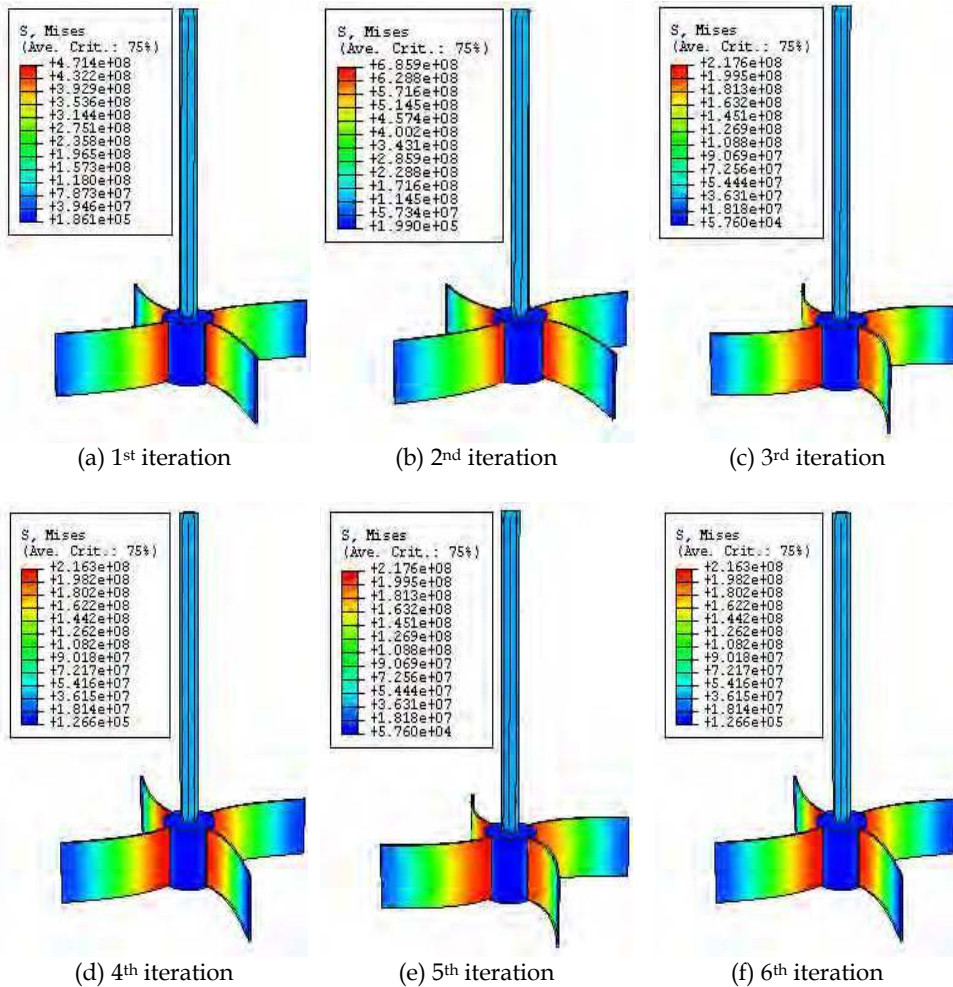 S, Mises
(Ave. Crit.: 75%)
+4.714e+08
+4.322e+08
+3.929e+08
+3.536e+08
+3.144e+08
+2.751e+08
+2.358e+08
+1.965e+08
+1.573e+08
+1.180e+08
+7.873e+07
+3.946e+07
+1.861e+05
(a) 1st iteration
S, Mises
(Ave. Crit.: 75%)
+6.859e+08
+6.288e+08
+5.716e+08
+5.145e+08
+4.574e+08
+4.002e+08
+3.431e+08
+2.859e+08
+2.288e+08
+1.716e+08
+1.145e+08
+5.734e+07
+1.990e+05
(b) 2nd iteration
S, Mises
(Ave. Crit.: 75%)
+2.176e+08
+1.995e+08
+1.813e+08
+1.632e+08
+1.451e+08
+1.269e+08
+1.088e+08
+9.069e+07
+7.256e+07
+5.444e+07
+3.631e+07
+1.818e+07
+5.760e+04
(c) 3rd iteration
S, Mises
(Ave. Crit.: 75%)
+2.163e+08
+1.982e+08
+1.802e+08
+1.622e+08
+1.442e+08
+1.262e+08
+1.082e+08
+9.018e+07
+7.217e+07
+5.416e+07
+3.615e+07
+1.814e+07
+1.266e+05
(d) 4th iteration
S, Mises
(Ave. Crit.: 75%)
+2.176e+08
+1.995e+08
+1.813e+08
+1.632e+08
+1.451e+08
+1.269e+08
+1.088e+08
+9.069e+07
+7.256e+07
+5.444e+07
+3.631e+07
+1.818e+07
+5.760e+04
(e) 5th iteration
S, Mises
(Ave. Crit.: 75%)
+2.163e+08
+1.982e+08
+1.802e+08
+1.622e+08
+1.442e+08
+1.262e+08
+1.082e+08
+9.018e+07
+7.217e+07
+5.416e+07
+3.615e+07
+1.814e+07
+1.266e+05
(f) 6th iteration